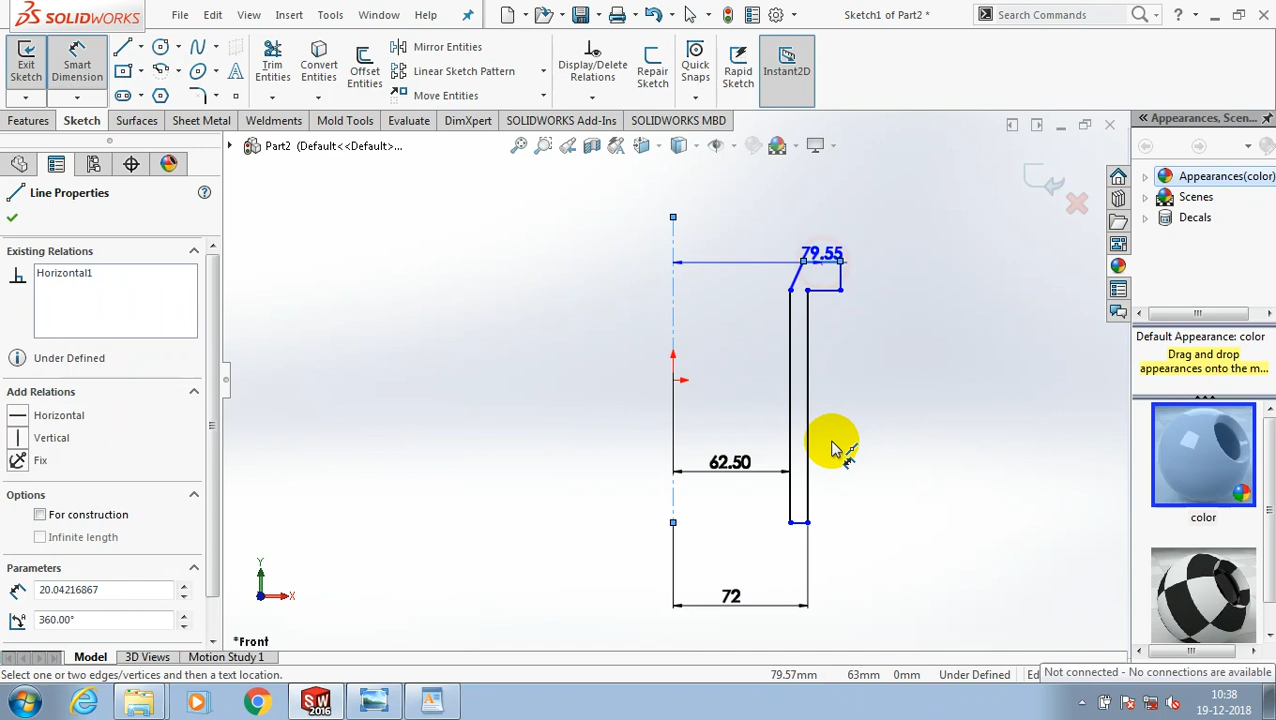 SOLIDWORKS
File Edit View Insert Tools Window Help
Sketch1 of Part2 *
Search Commands
?
Exit Sketch
Smart Dimension
Trim Entities
Convert Entities
Offset Entities
Mirror Entities
Linear Sketch Pattern
Move Entities
Display/Delete Relations
Repair Sketch
Quick Snaps
Rapid Sketch
Instant2D
Features Sketch Surfaces Sheet Metal Weldments Mold Tools Evaluate DimXpert SOLIDWORKS Add-Ins SOLIDWORKS MBD
Line Properties
Existing Relations
Horizontal1
Under Defined
Add Relations
Horizontal
Vertical
Fix
Options
For construction
Infinite length
Parameters
20.04216867
360.00°
Part2 (Default<<Default>...
79.55
62.50
72
Y
X
*Front
Appearances, Scen...
Appearances(color)
Scenes
Decals
Default Appearance: color
Drag and drop
appearances onto the m...
color
Model 3D Views Motion Study 1
Select one or two edges/vertices and then a text location.
79.57mm 63mm 0mm Under Defined Ed
Not connected - No connections are available
SW
2016
10:38
19-12-2018